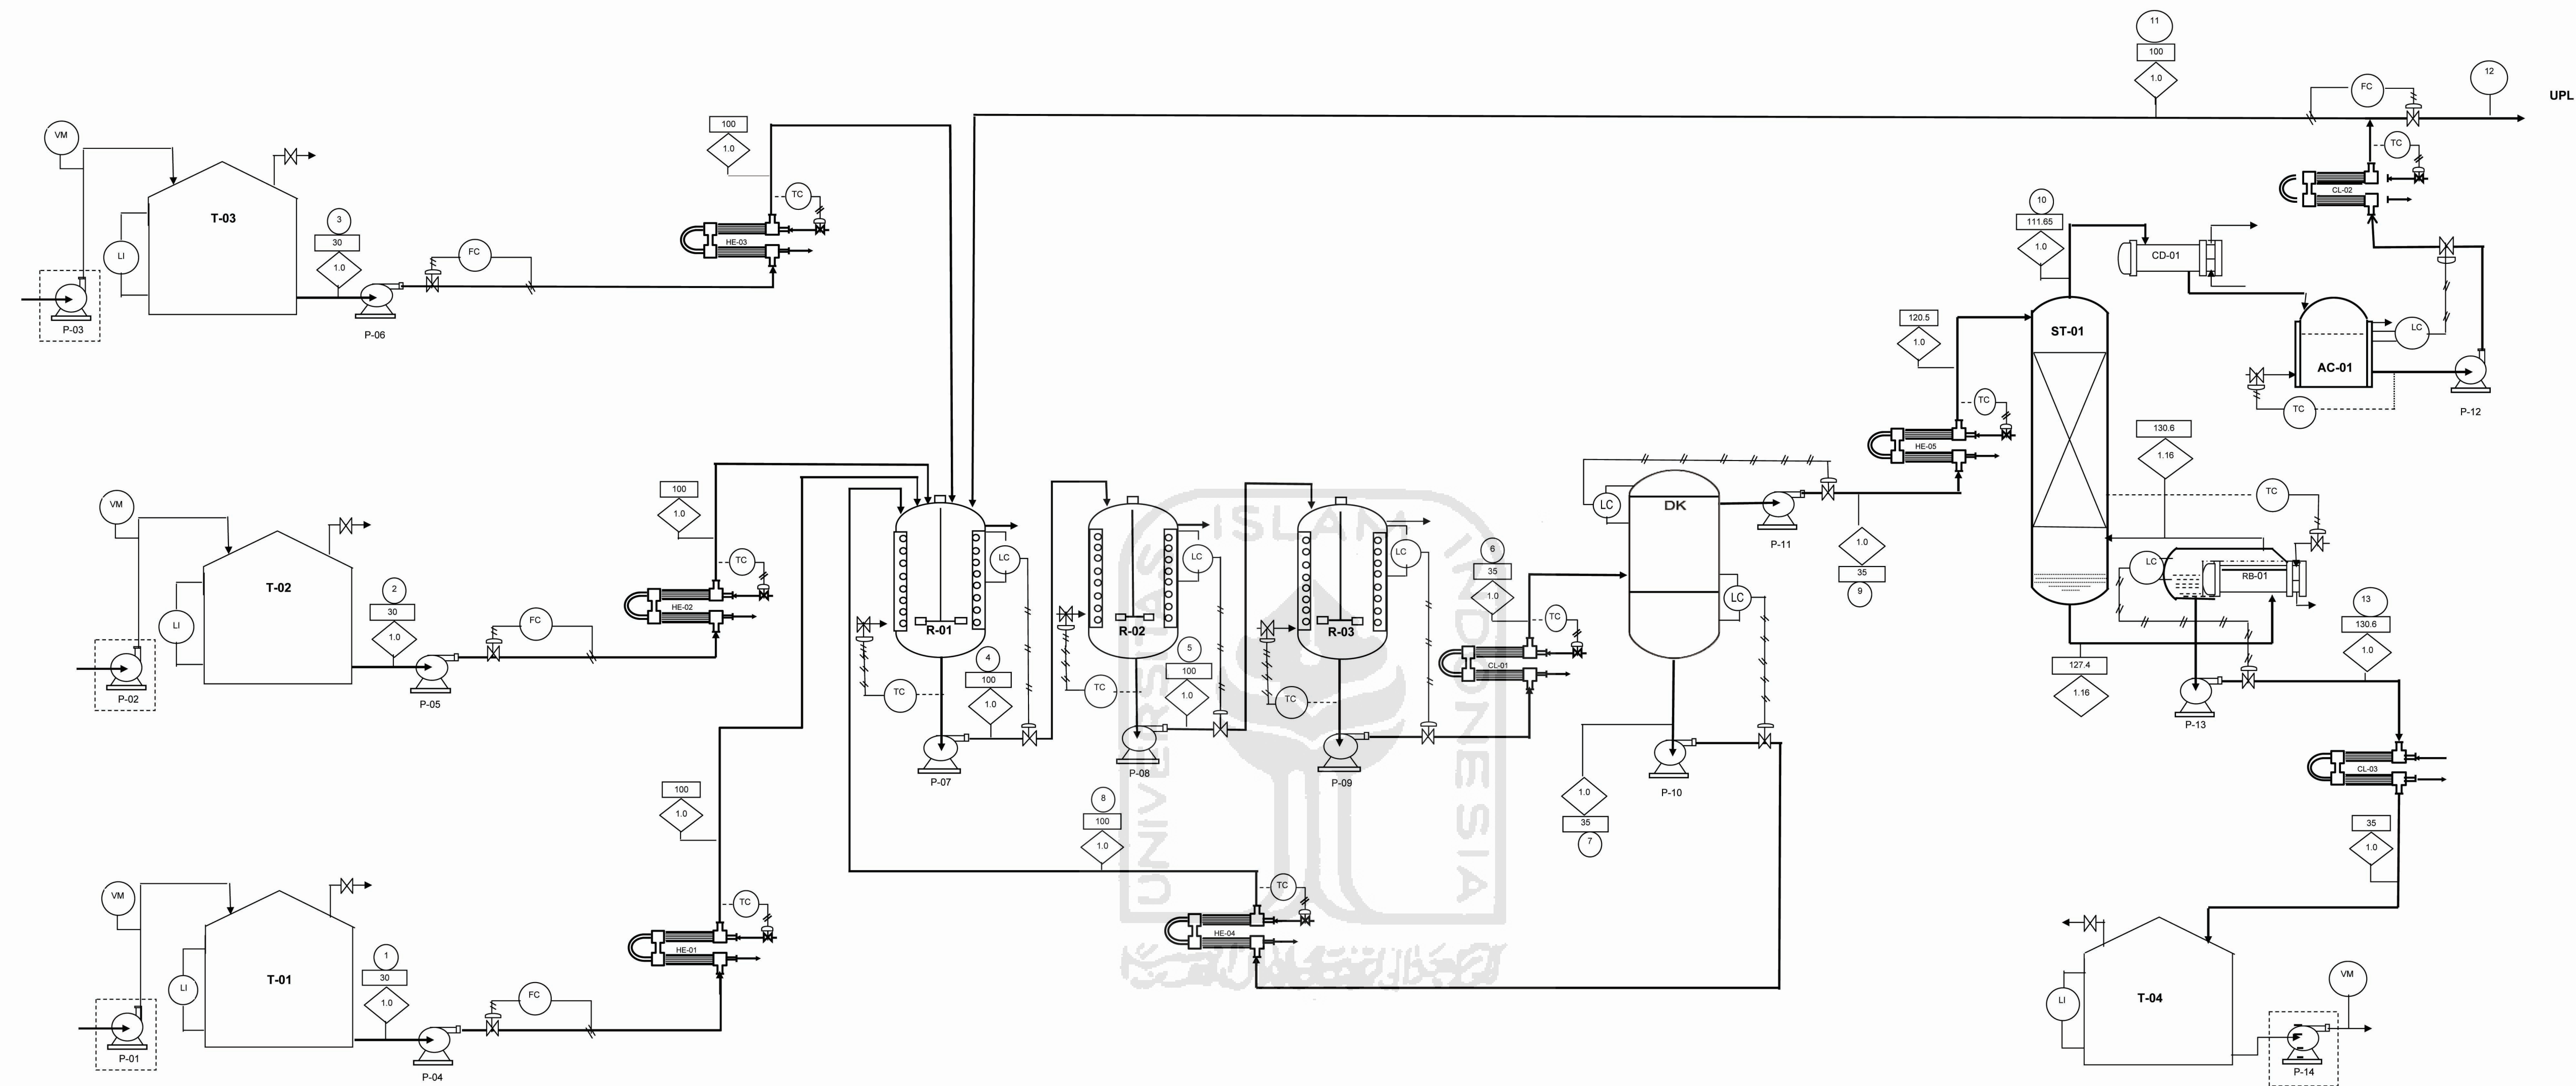 11
100
1.0
12
UPL
FC
VM
100
1.0
TC
TC
CL-02
T-03
3
30
1.0
LI
FC
HE-03
P-03
P-06
10
111.65
1.0
CD-01
120.5
1.0
ST-01
LC
AC-01
TC
P-12
TC
HE-05
130.6
1.16
VM
100
1.0
TC
T-02
2
30
1.0
LI
FC
HE-02
P-02
P-05
R-01
LC
TC
4
100
1.0
P-07
R-02
LC
TC
5
100
1.0
P-08
R-03
LC
TC
P-09
6
35
1.0
TC
CL-01
LC
DK
P-11
1.0
35
9
LC
1.0
35
7
P-10
TC
LC
RB-01
127.4
1.16
13
130.6
1.0
P-13
CL-03
35
1.0
100
1.0
8
100
1.0
TC
HE-04
VM
TC
T-01
1
30
1.0
LI
FC
HE-01
P-01
P-04
T-04
LI
VM
P-14
UNIVERSITAS
ISLAM
INDONESIA